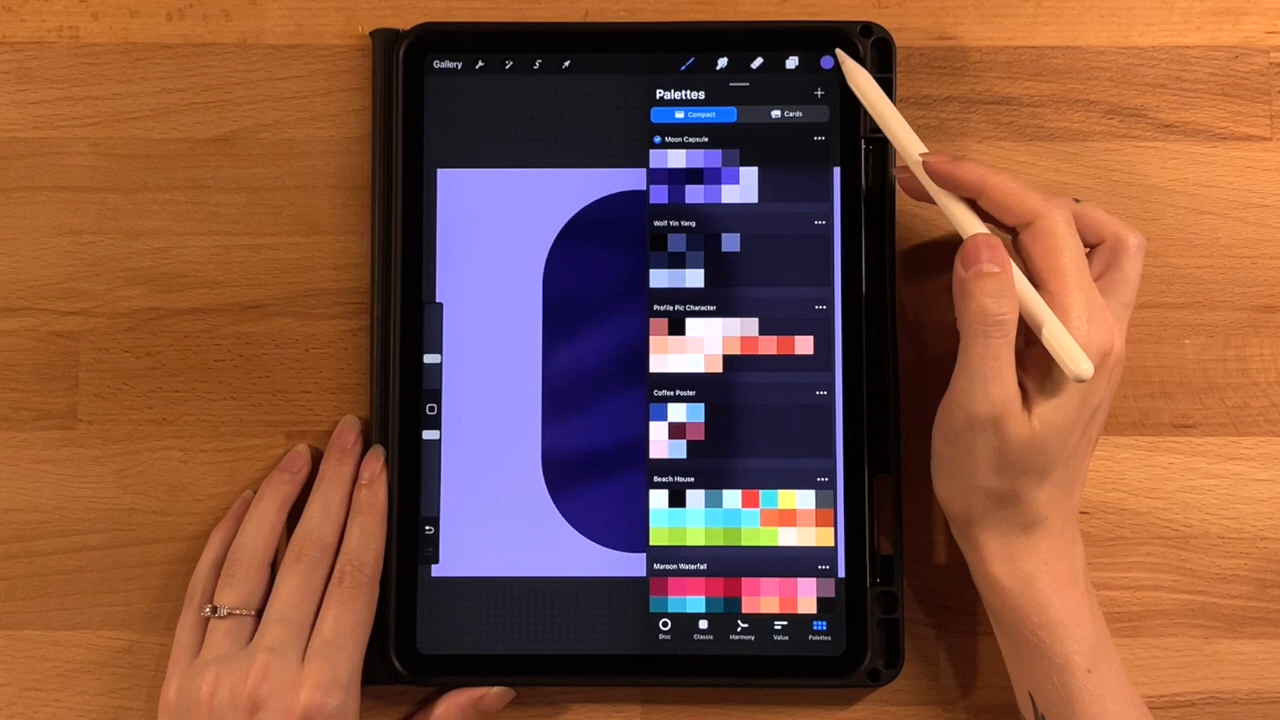 Gallery
Palettes
Compact
Cards
Moon Capsule
Wolf Yin Yang
Profile Pic Character
Coffee Poster
Beach House
Maroon Waterfall
Disc
Classic
Harmony
Value
Palettes